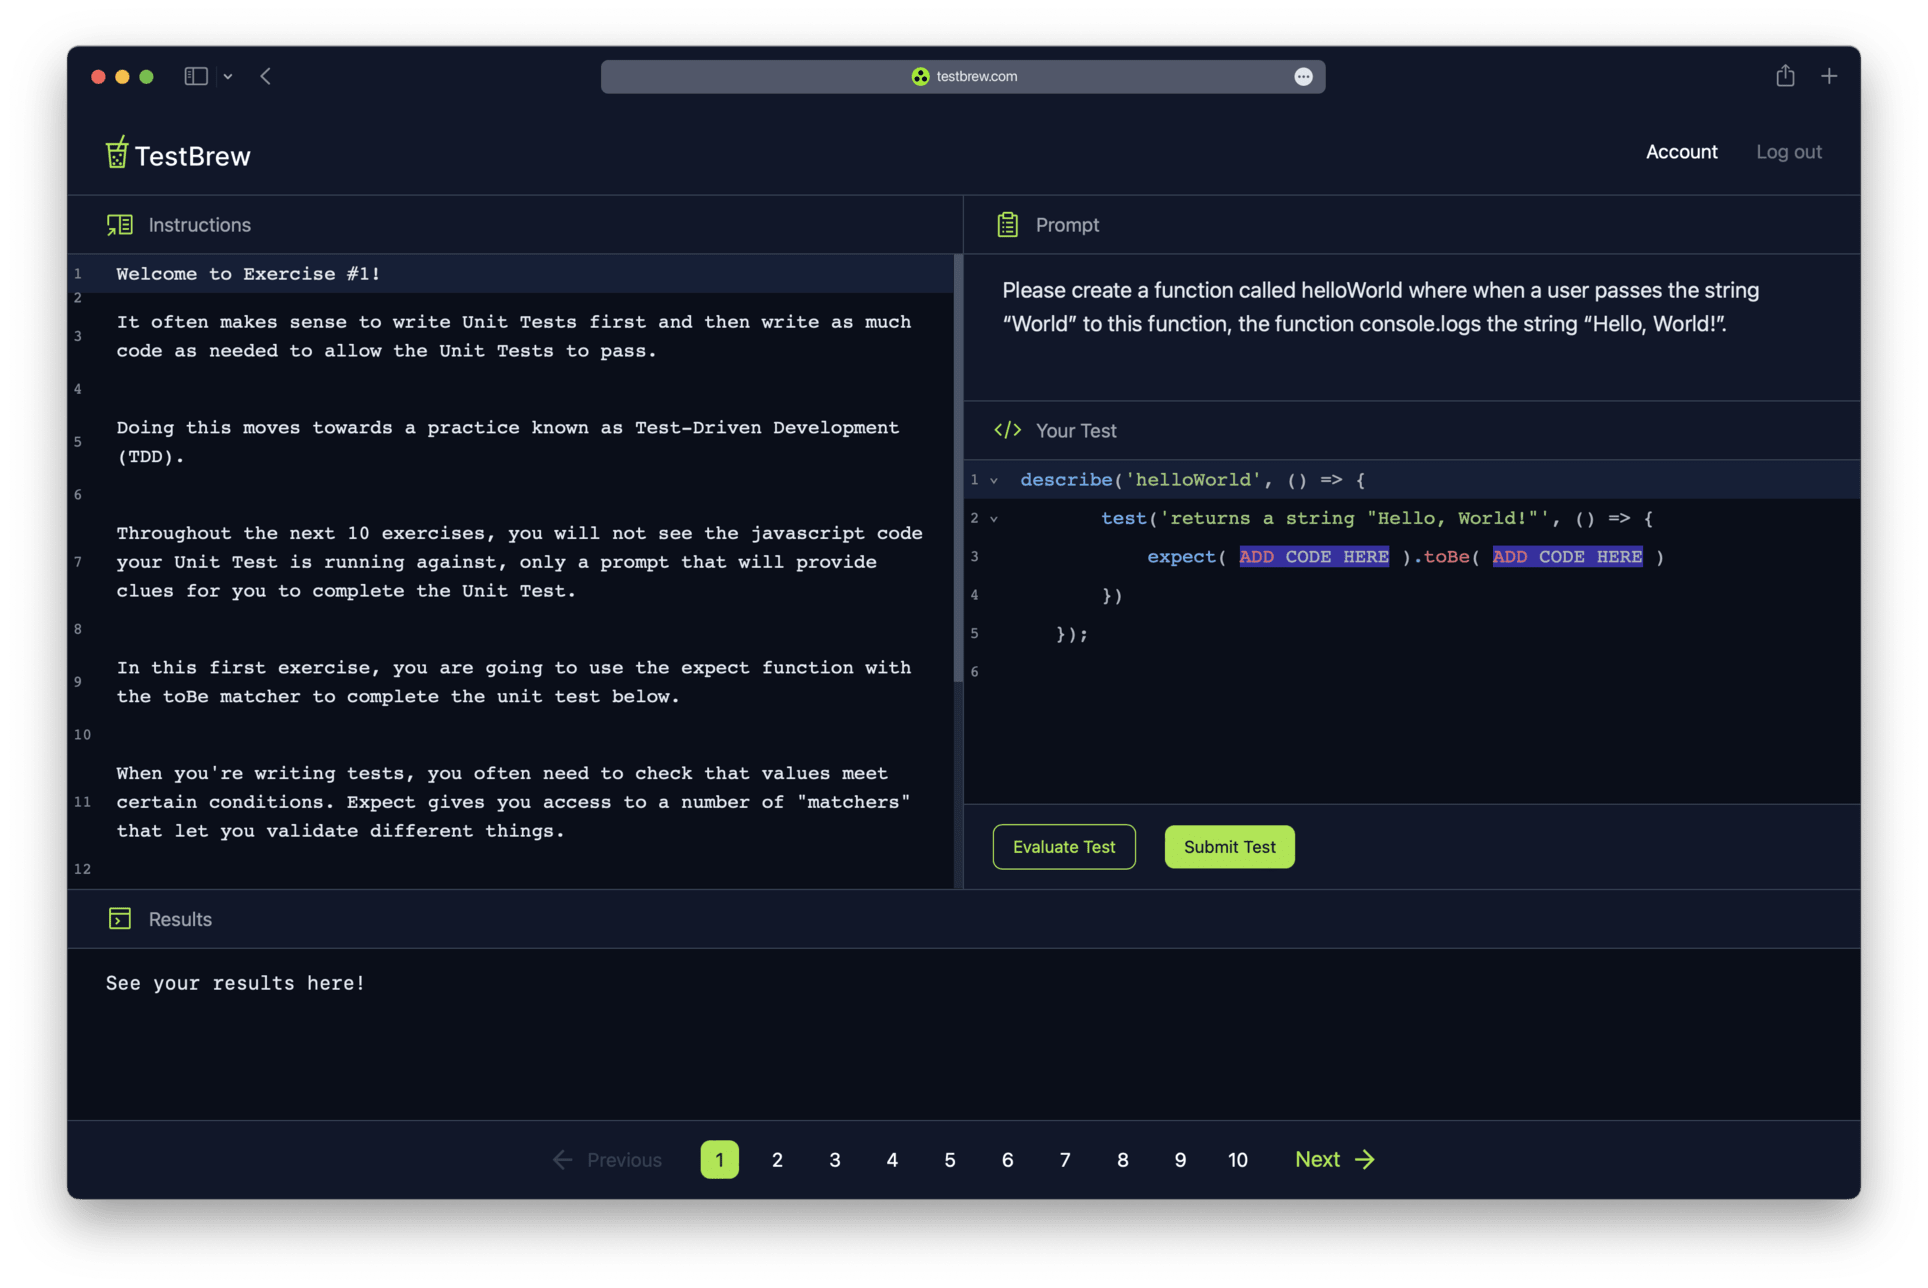 testbrew.com
TestBrew
Account
Log out
Instructions
1 Welcome to Exercise #1!
2
3 It often makes sense to write Unit Tests first and then write as much
code as needed to allow the Unit Tests to pass.
4
5 Doing this moves towards a practice known as Test-Driven Development
(TDD).
6
7 Throughout the next 10 exercises, you will not see the javascript code
your Unit Test is running against, only a prompt that will provide
clues for you to complete the Unit Test.
8
9 In this first exercise, you are going to use the expect function with
the toBe matcher to complete the unit test below.
10
11 When you're writing tests, you often need to check that values meet
certain conditions. Expect gives you access to a number of "matchers"
that let you validate different things.
12
Prompt
Please create a function called helloWorld where when a user passes the string
“World” to this function, the function console.logs the string “Hello, World!”.
</> Your Test
1 describe('helloWorld', () => {
2 test('returns a string "Hello, World!"', () => {
3 expect( ADD CODE HERE ).toBe( ADD CODE HERE )
4 })
5 });
6
Evaluate Test
Submit Test
Results
See your results here!
Previous 1 2 3 4 5 6 7 8 9 10 Next